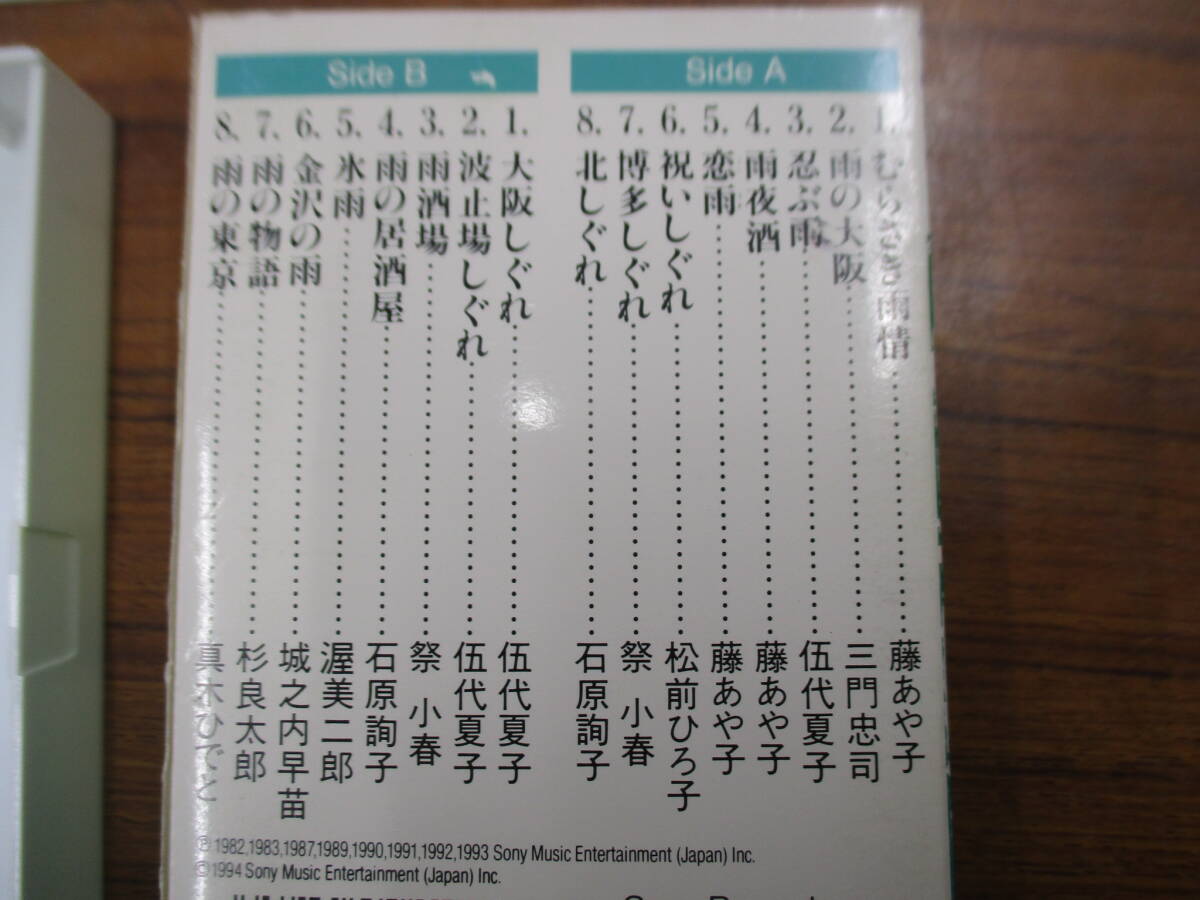 Side A
1. むらさき雨情 藤あや子
2. 雨の大阪 三門忠司
3. 忍ぶ雨 伍代夏子
4. 雨夜酒 藤あや子
5. 恋雨 藤あや子
6. 祝いしぐれ 松前ひろ子
7. 博多しぐれ 祭 小春
8. 北しぐれ 石原詢子
Side B
1. 大阪しぐれ 伍代夏子
2. 波止場しぐれ 伍代夏子
3. 雨酒場 祭 小春
4. 雨の居酒屋 石原詢子
5. 氷雨 渥美二郎
6. 金沢の雨 城之内早苗
7. 雨の物語 杉良太郎
8. 雨の東京 真木ひでと
℗1982,1983,1987,1989,1990,1991,1992,1993 Sony Music Entertainment (Japan) Inc.
©1994 Sony Music Entertainment (Japan) Inc.